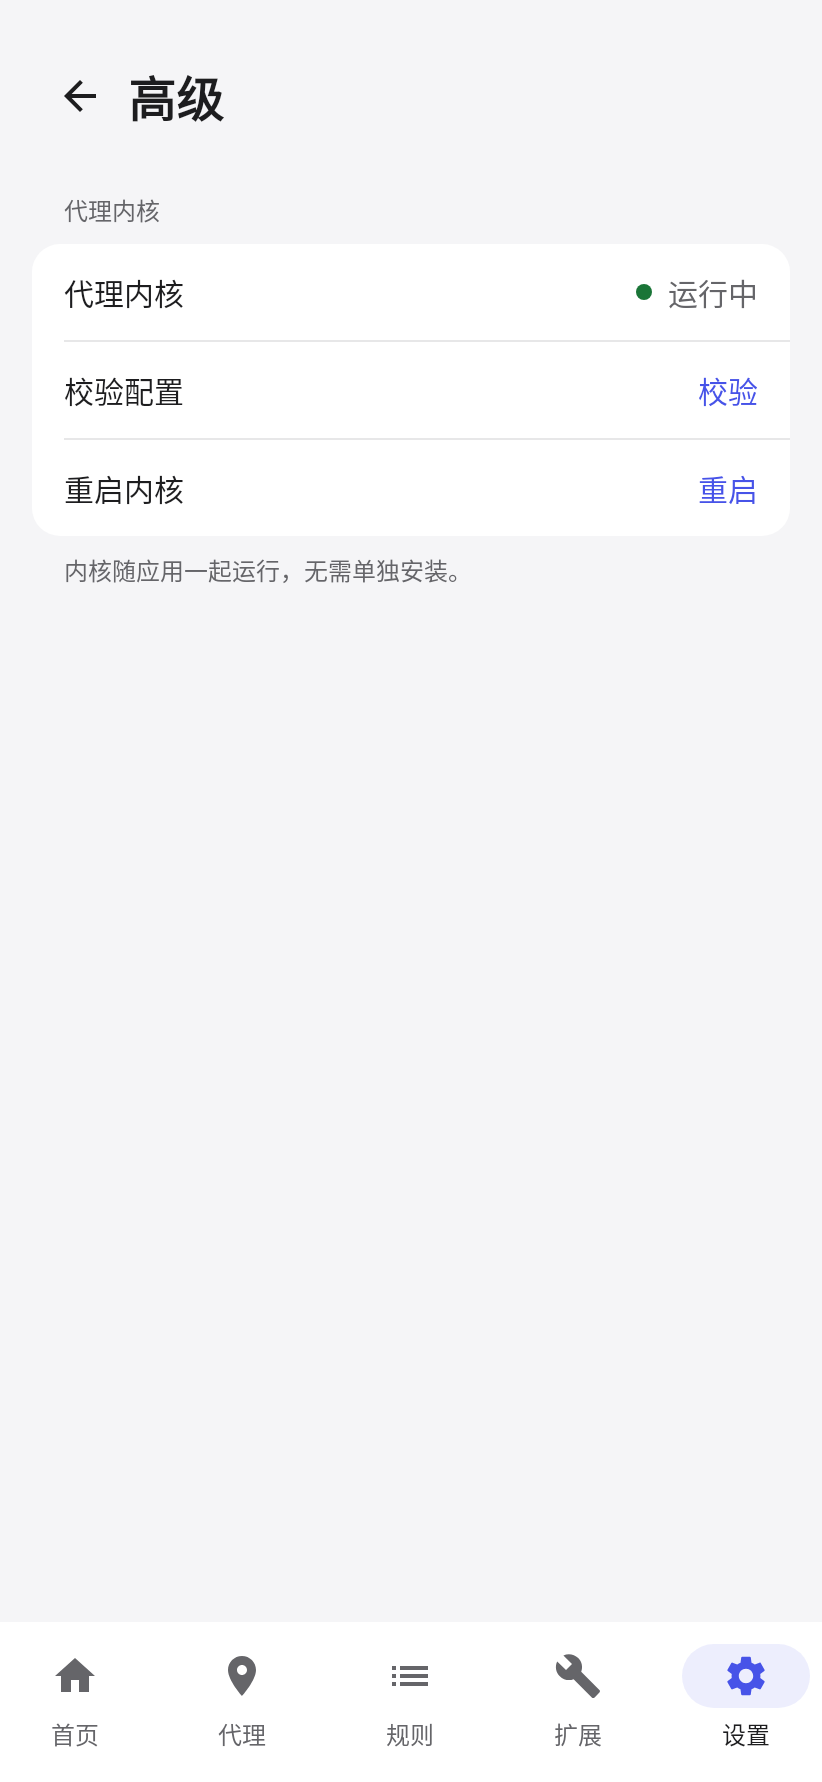 高级
代理内核
代理内核 运行中
校验配置 校验
重启内核 重启
内核随应用一起运行，无需单独安装。
首页 代理 规则 扩展 设置